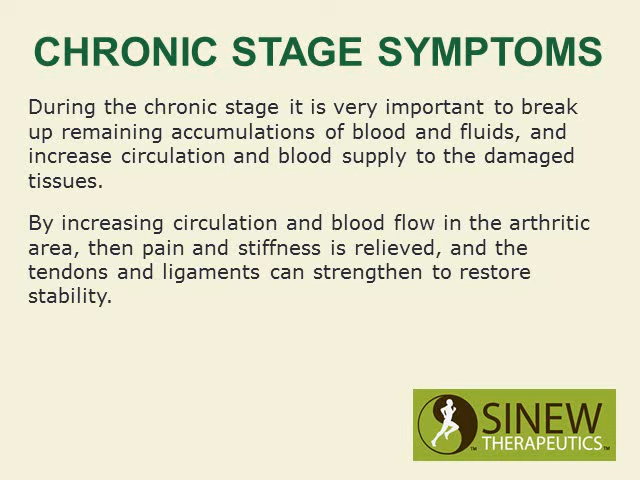 CHRONIC STAGE SYMPTOMS
During the chronic stage it is very important to break
up remaining accumulations of blood and fluids, and
increase circulation and blood supply to the damaged
tissues.
By increasing circulation and blood flow in the arthritic
area, then pain and stiffness is relieved, and the
tendons and ligaments can strengthen to restore
stability.
SINEW
THERAPEUTICS
™ ™